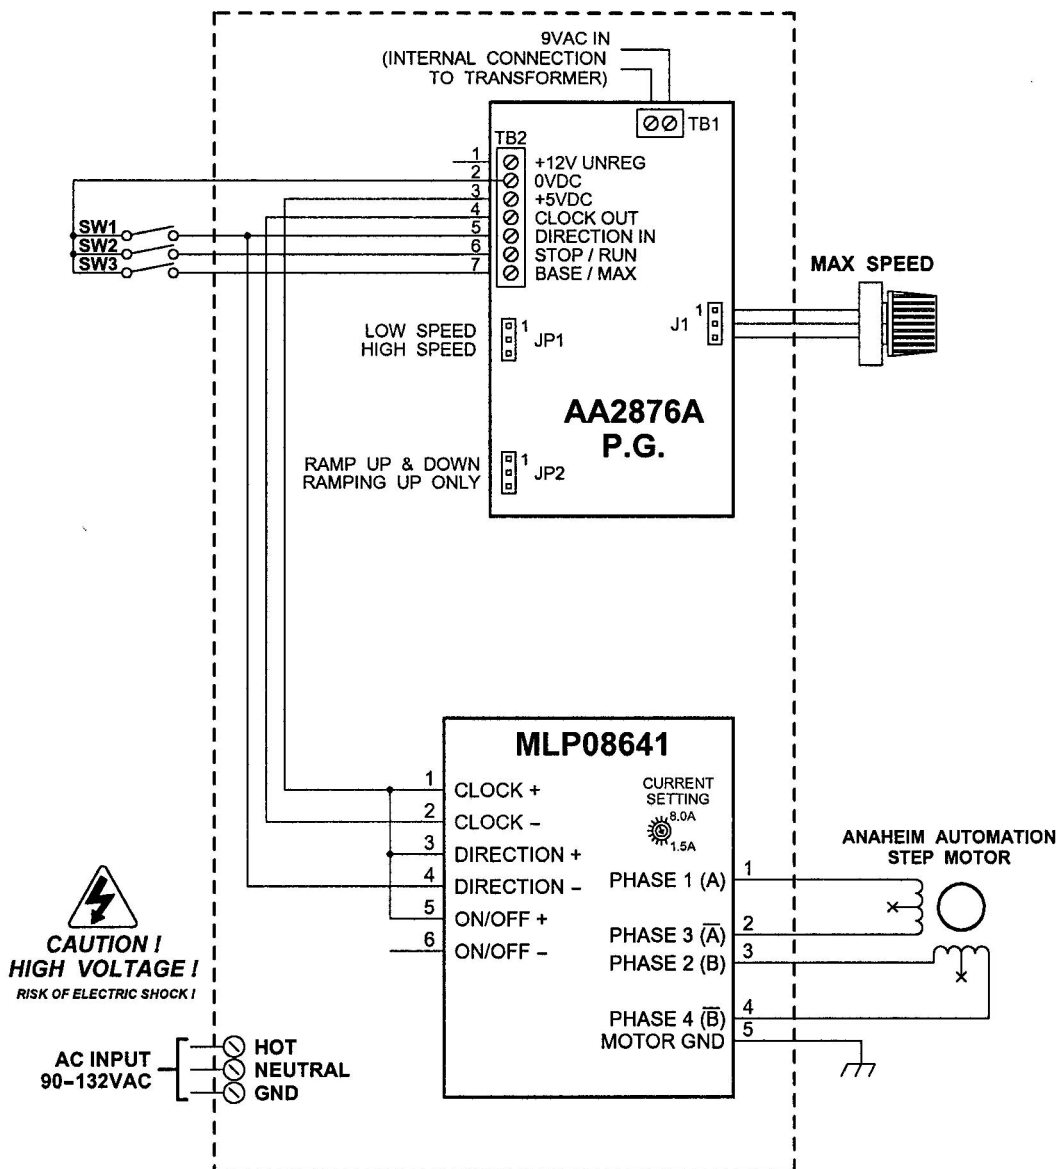 9VAC IN
(INTERNAL CONNECTION
TO TRANSFORMER)
TB1
TB2
1 +12V UNREG
2 0VDC
3 +5VDC
4 CLOCK OUT
5 DIRECTION IN
6 STOP / RUN
7 BASE / MAX
SW1
SW2
SW3
MAX SPEED
J1 1
LOW SPEED
HIGH SPEED
1 JP1
AA2876A
P.G.
RAMP UP & DOWN
RAMPING UP ONLY
1 JP2
MLP08641
1 CLOCK +
2 CLOCK –
3 DIRECTION +
4 DIRECTION –
5 ON/OFF +
6 ON/OFF –
CURRENT
SETTING
8.0A
1.5A
PHASE 1 (A) 1
PHASE 3 (A̅) 2
PHASE 2 (B) 3
PHASE 4 (B̅) 4
MOTOR GND 5
ANAHEIM AUTOMATION
STEP MOTOR
CAUTION !
HIGH VOLTAGE !
RISK OF ELECTRIC SHOCK !
AC INPUT
90–132VAC
HOT
NEUTRAL
GND